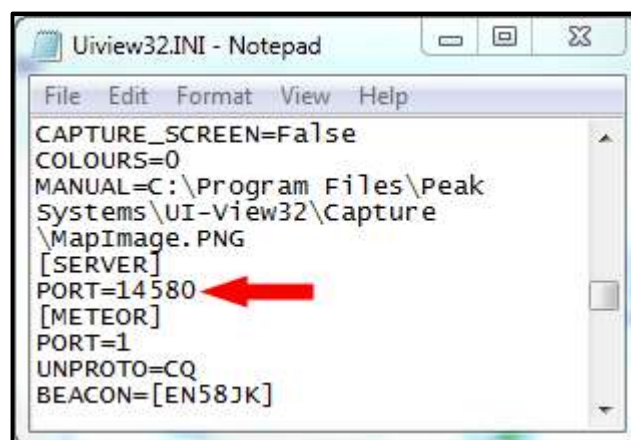 Uiview32.INI - Notepad
File Edit Format View Help
CAPTURE_SCREEN=False
COLOURS=0
MANUAL=C:\Program Files\Peak
Systems\UI-View32\Capture
\MapImage.PNG
[SERVER]
PORT=14580
[METEOR]
PORT=1
UNPROTO=CQ
BEACON=[EN58JK]